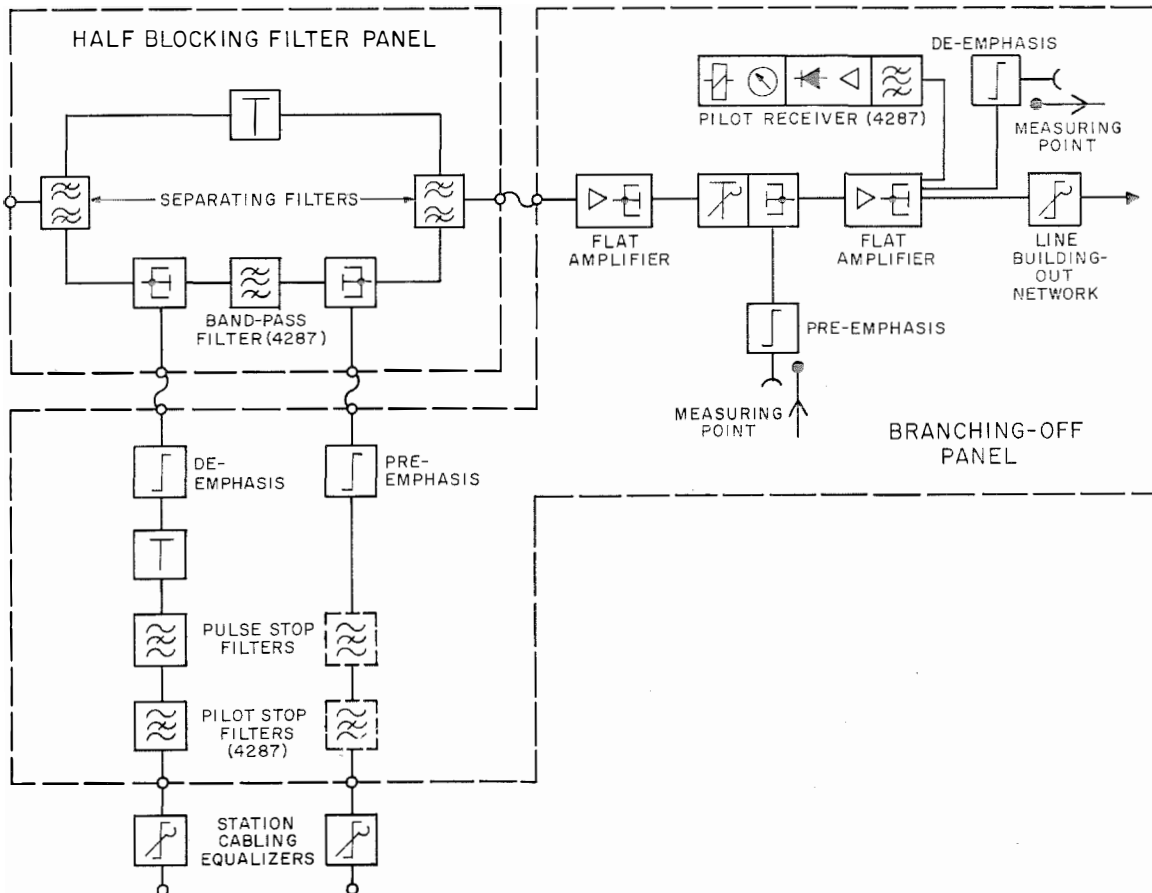 HALF BLOCKING FILTER PANEL
SEPARATING FILTERS
BAND-PASS
FILTER (4287)
DE-EMPHASIS
PILOT RECEIVER (4287)
MEASURING
POINT
FLAT
AMPLIFIER
FLAT
AMPLIFIER
LINE
BUILDING-
OUT
NETWORK
PRE-EMPHASIS
MEASURING
POINT
BRANCHING-OFF
PANEL
DE-
EMPHASIS
PRE-
EMPHASIS
PULSE STOP
FILTERS
PILOT STOP
FILTERS
(4287)
STATION
CABLING
EQUALIZERS